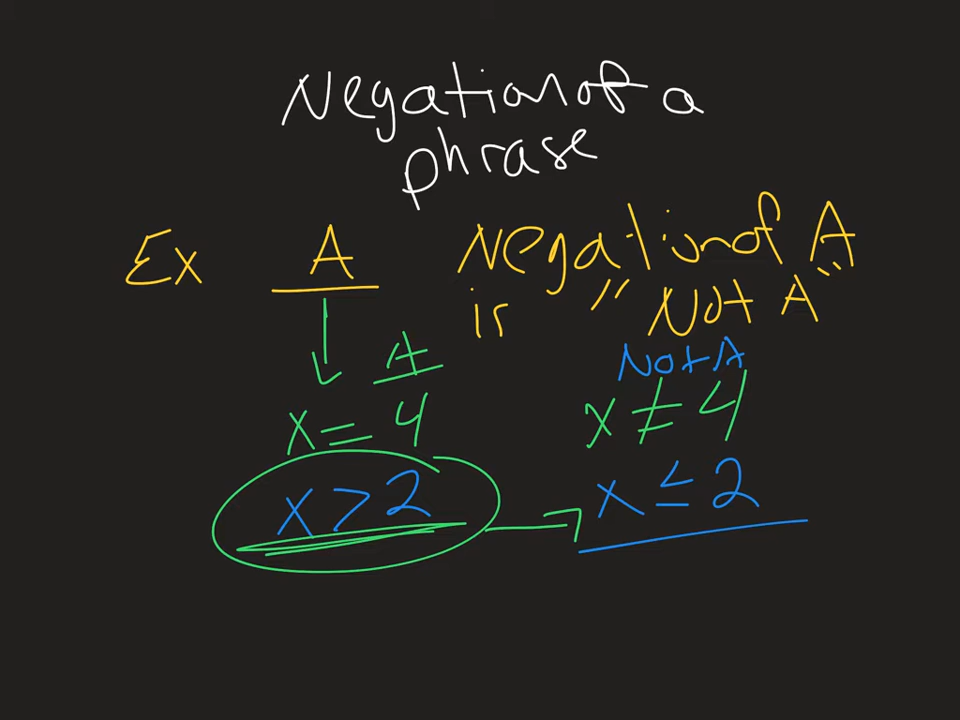 Negation of a
phrase
Ex A Negation of A
is "Not A"
A Not A
x = 4 x ≠ 4
x > 2 x ≤ 2